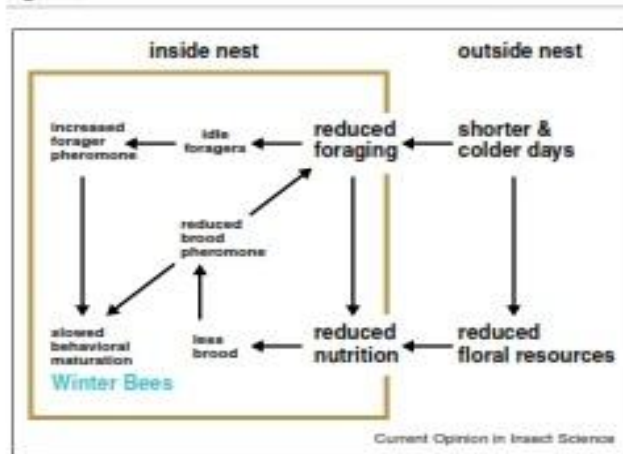 inside nest
outside nest
increased
forager
pheromone
idle
foragers
reduced
foraging
shorter &
colder days
reduced
brood
pheromone
slowed
behavioral
maturation
Winter Bees
less
brood
reduced
nutrition
reduced
floral resources
Current Opinion in Insect Science